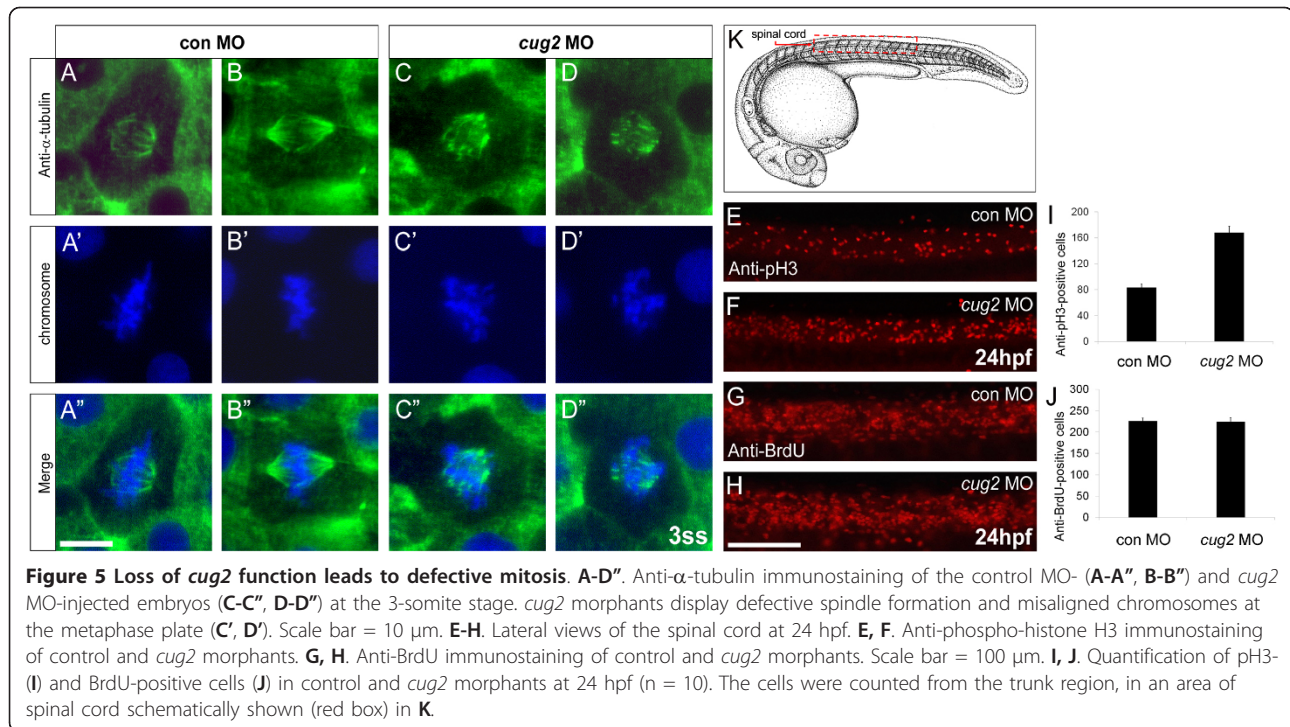 con MO
cug2 MO
Anti-α-tubulin
A
B
C
D
chromosome
A'
B'
C'
D'
Merge
A”
B”
C”
D”
3ss
K
spinal cord
E
con MO
Anti-pH3
F
cug2 MO
24hpf
G
con MO
Anti-BrdU
H
cug2 MO
24hpf
I
Anti-pH3-positive cells
200
160
120
80
40
0
con MO
cug2 MO
J
Anti-BrdU-positive cells
300
250
200
150
100
50
0
con MO
cug2 MO
Figure 5 Loss of cug2 function leads to defective mitosis. A-D”. Anti-α-tubulin immunostaining of the control MO- (A-A”, B-B”) and cug2
MO-injected embryos (C-C”, D-D”) at the 3-somite stage. cug2 morphants display defective spindle formation and misaligned chromosomes at
the metaphase plate (C’, D’). Scale bar = 10 μm. E-H. Lateral views of the spinal cord at 24 hpf. E, F. Anti-phospho-histone H3 immunostaining
of control and cug2 morphants. G, H. Anti-BrdU immunostaining of control and cug2 morphants. Scale bar = 100 μm. I, J. Quantification of pH3-
(I) and BrdU-positive cells (J) in control and cug2 morphants at 24 hpf (n = 10). The cells were counted from the trunk region, in an area of
spinal cord schematically shown (red box) in K.